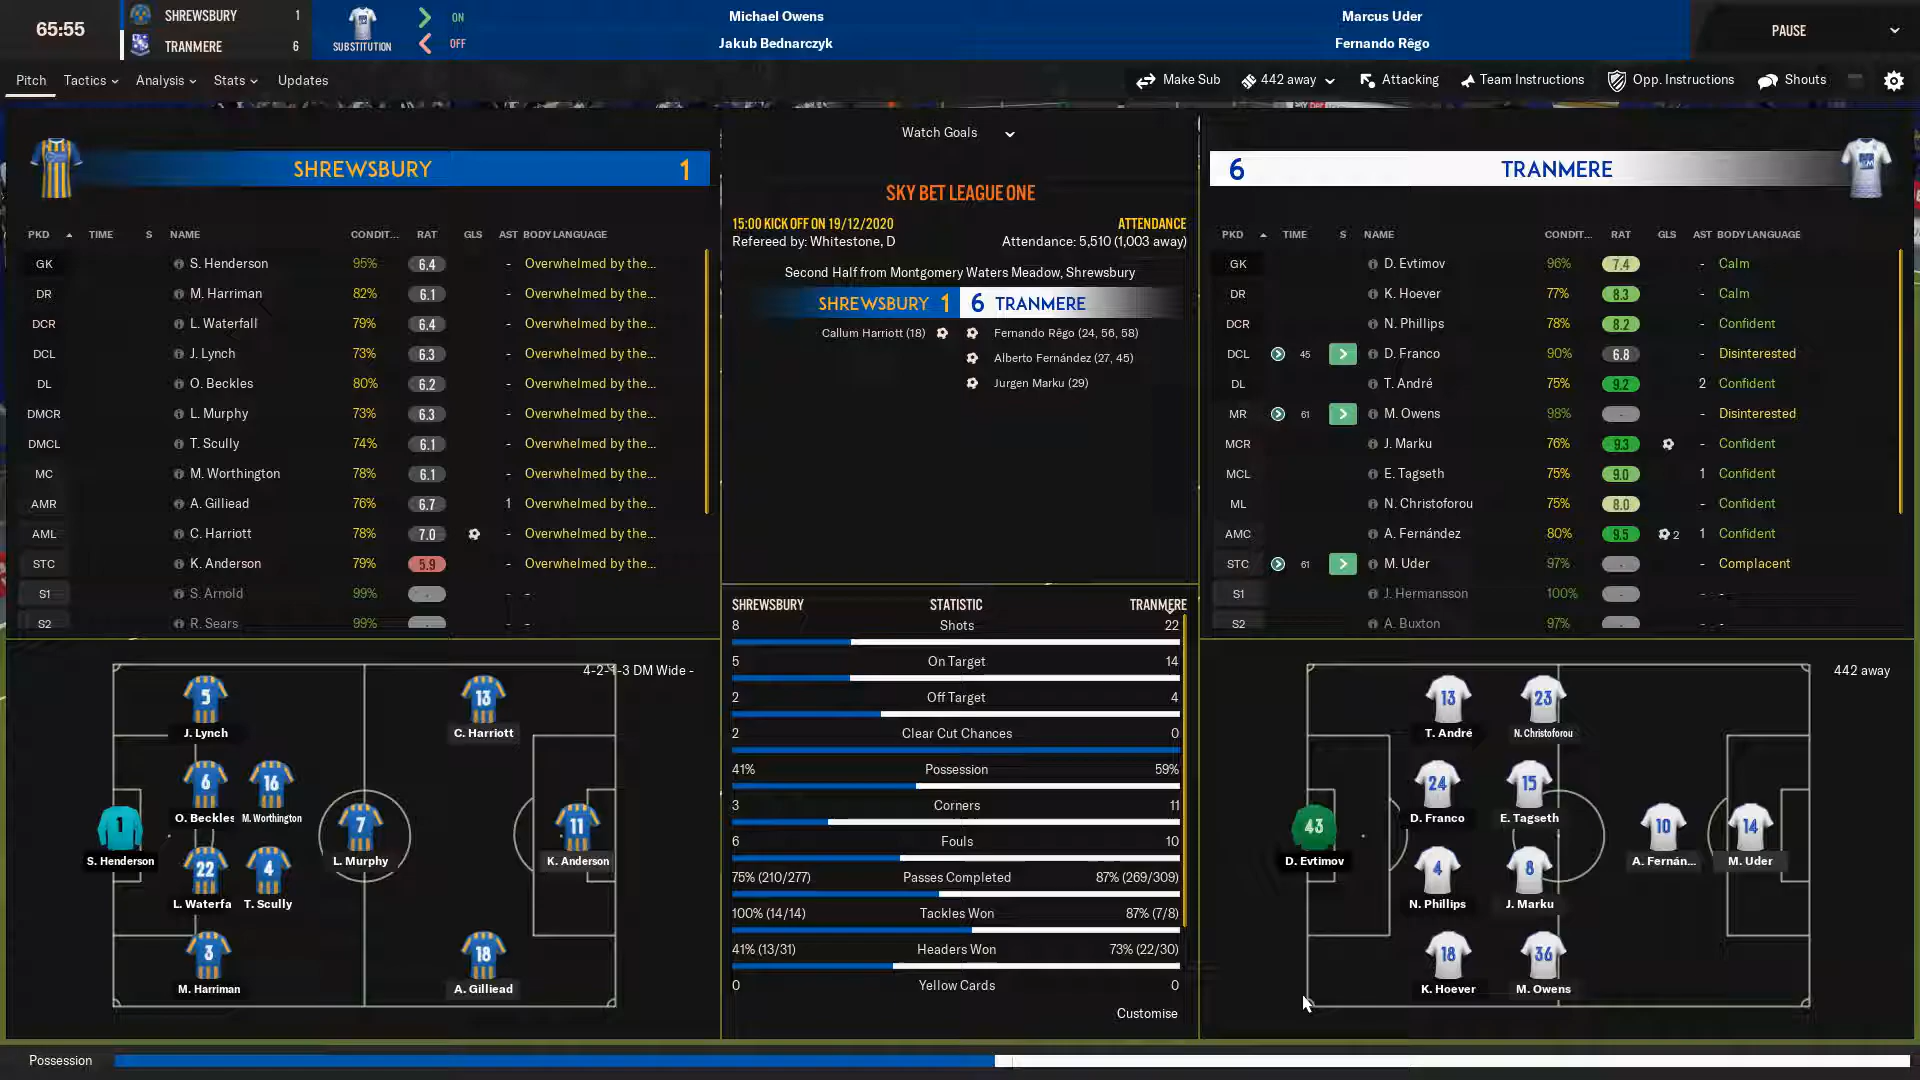 65:55
SHREWSBURY 1
TRANMERE 6
SUBSTITUTION
ON Michael Owens Marcus Uder
OFF Jakub Bednarczyk Fernando Rêgo
PAUSE
Pitch Tactics Analysis Stats Updates
Make Sub 442 away Attacking Team Instructions Opp. Instructions Shouts
SHREWSBURY 1
PKD TIME S NAME CONDIT... RAT GLS AST BODY LANGUAGE
GK S. Henderson 95% 6.4 - Overwhelmed by the...
DR M. Harriman 82% 6.1 - Overwhelmed by the...
DCR L. Waterfall 79% 6.4 - Overwhelmed by the...
DCL J. Lynch 73% 6.3 - Overwhelmed by the...
DL O. Beckles 80% 6.2 - Overwhelmed by the...
DMCR L. Murphy 73% 6.3 - Overwhelmed by the...
DMCL T. Scully 74% 6.1 - Overwhelmed by the...
MC M. Worthington 78% 6.1 - Overwhelmed by the...
AMR A. Gilliead 76% 6.7 1 Overwhelmed by the...
AML C. Harriott 78% 7.0 - Overwhelmed by the...
STC K. Anderson 79% 5.9 - Overwhelmed by the...
S1 S. Arnold 99% - - -
S2 R. Sears 99% - - -
Watch Goals
SKY BET LEAGUE ONE
15:00 KICK OFF ON 19/12/2020 ATTENDANCE
Refereed by: Whitestone, D Attendance: 5,510 (1,003 away)
Second Half from Montgomery Waters Meadow, Shrewsbury
SHREWSBURY 1 6 TRANMERE
Callum Harriott (18) Fernando Rêgo (24, 56, 58)
Alberto Fernández (27, 45)
Jurgen Marku (29)
6 TRANMERE
PKD TIME S NAME CONDIT... RAT GLS AST BODY LANGUAGE
GK D. Evtimov 96% 7.4 - Calm
DR K. Hoever 77% 8.3 - Calm
DCR N. Phillips 78% 8.2 - Confident
DCL 45 D. Franco 90% 6.8 - Disinterested
DL T. André 75% 9.2 2 Confident
MR 61 M. Owens 98% - - Disinterested
MCR J. Marku 76% 9.3 - Confident
MCL E. Tagseth 75% 9.0 1 Confident
ML N. Christoforou 75% 8.0 - Confident
AMC A. Fernández 80% 9.5 2 1 Confident
STC 61 M. Uder 97% - - Complacent
S1 J. Hermansson 100% - - -
S2 A. Buxton 97% - - -
SHREWSBURY STATISTIC TRANMERE
8 Shots 22
5 On Target 14
2 Off Target 4
2 Clear Cut Chances 0
41% Possession 59%
3 Corners 11
6 Fouls 10
75% (210/277) Passes Completed 87% (269/309)
100% (14/14) Tackles Won 87% (7/8)
41% (13/31) Headers Won 73% (22/30)
0 Yellow Cards 0
Customise
4-2-1-3 DM Wide -
5 J. Lynch
13 C. Harriott
6 O. Beckles
16 M. Worthington
1 S. Henderson
7 L. Murphy
11 K. Anderson
22 L. Waterfa
4 T. Scully
3 M. Harriman
18 A. Gilliead
442 away
13 T. André
23 N. Christoforou
24 D. Franco
15 E. Tagseth
43 D. Evtimov
10 A. Fernán...
14 M. Uder
4 N. Phillips
8 J. Marku
18 K. Hoever
36 M. Owens
Possession